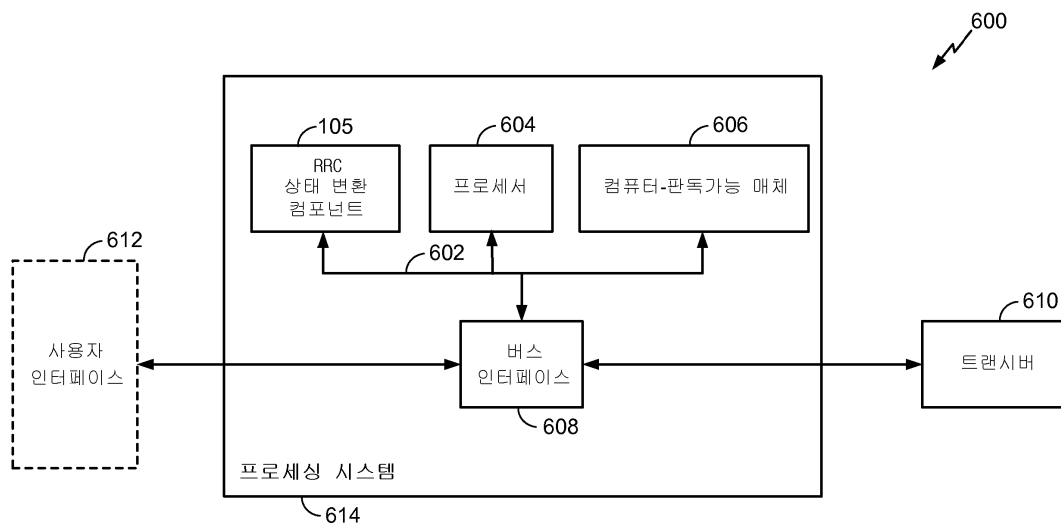 600
105
604
606
RRC
상태 변환
컴포넌트
프로세서
컴퓨터-판독가능 매체
612
602
610
사용자
인터페이스
버스
인터페이스
트랜시버
608
프로세싱 시스템
614